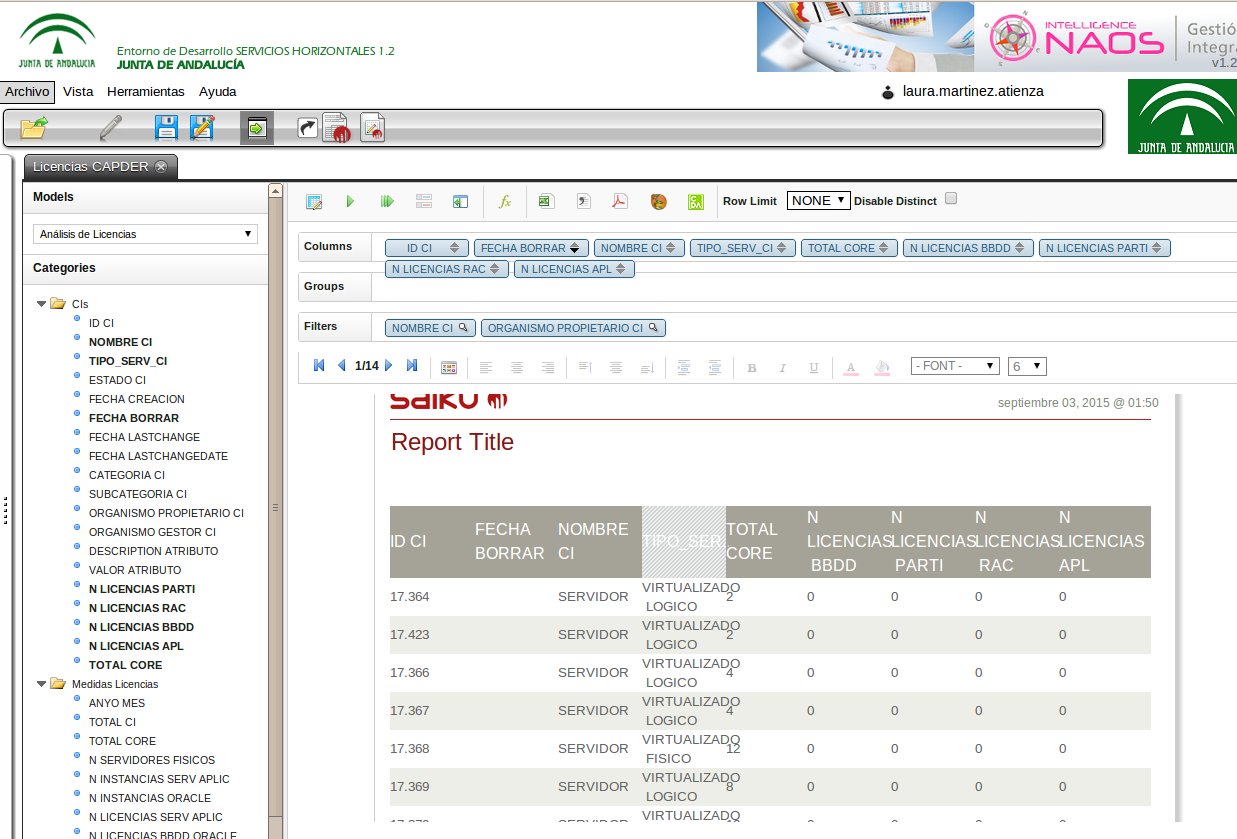 JUNTA DE ANDALUCIA
Entorno de Desarrollo SERVICIOS HORIZONTALES 1.2
JUNTA DE ANDALUCÍA
INTELLIGENCE
NAOS
Gestió
Integra
v1.2
Archivo Vista Herramientas Ayuda
laura.martinez.atienza
JUNTA DE ANDALUCIA
Licencias CAPDER
Models
Análisis de Licencias
Categories
CIs
ID CI
NOMBRE CI
TIPO_SERV_CI
ESTADO CI
FECHA CREACION
FECHA BORRAR
FECHA LASTCHANGE
FECHA LASTCHANGEDATE
CATEGORIA CI
SUBCATEGORIA CI
ORGANISMO PROPIETARIO CI
ORGANISMO GESTOR CI
DESCRIPTION ATRIBUTO
VALOR ATRIBUTO
N LICENCIAS PARTI
N LICENCIAS RAC
N LICENCIAS BBDD
N LICENCIAS APL
TOTAL CORE
Medidas Licencias
ANYO MES
TOTAL CI
TOTAL CORE
N SERVIDORES FISICOS
N INSTANCIAS SERV APLIC
N INSTANCIAS ORACLE
N LICENCIAS SERV APLIC
N LICENCIAS BBDD ORACLE
fx
CDA
Row Limit NONE Disable Distinct
Columns ID CI FECHA BORRAR NOMBRE CI TIPO_SERV_CI TOTAL CORE N LICENCIAS BBDD N LICENCIAS PARTI
N LICENCIAS RAC N LICENCIAS APL
Groups
Filters NOMBRE CI ORGANISMO PROPIETARIO CI
1/14 B I U A - FONT - 6
saiku
septiembre 03, 2015 @ 01:50
Report Title
ID CI FECHA BORRAR NOMBRE CI TIPO_SER TOTAL CORE N LICENCIAS BBDD N LICENCIAS PARTI N LICENCIAS RAC N LICENCIAS APL
17.364 SERVIDOR VIRTUALIZADO LOGICO 2 0 0 0 0
17.423 SERVIDOR VIRTUALIZADO LOGICO 2 0 0 0 0
17.366 SERVIDOR VIRTUALIZADO LOGICO 4 0 0 0 0
17.367 SERVIDOR VIRTUALIZADO LOGICO 4 0 0 0 0
17.368 SERVIDOR VIRTUALIZADO FISICO 12 0 0 0 0
17.369 SERVIDOR VIRTUALIZADO LOGICO 8 0 0 0 0
VIRTUALIZADO